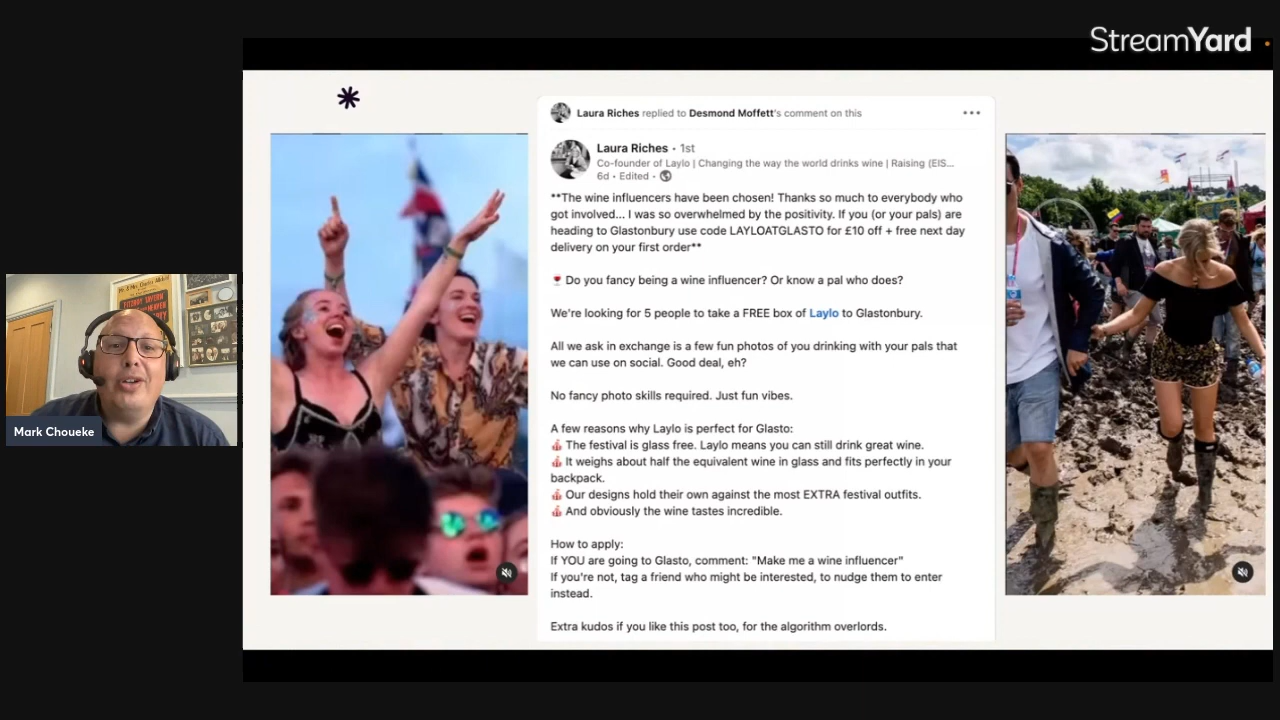 StreamYard
Laura Riches replied to Desmond Moffett's comment on this
Laura Riches • 1st
Co-founder of Laylo | Changing the way the world drinks wine | Raising (EIS...
6d • Edited •
**The wine influencers have been chosen! Thanks so much to everybody who
got involved... I was so overwhelmed by the positivity. If you (or your pals) are
heading to Glastonbury use code LAYLOATGLASTO for £10 off + free next day
delivery on your first order**
🍷 Do you fancy being a wine influencer? Or know a pal who does?
We're looking for 5 people to take a FREE box of Laylo to Glastonbury.
All we ask in exchange is a few fun photos of you drinking with your pals that
we can use on social. Good deal, eh?
No fancy photo skills required. Just fun vibes.
A few reasons why Laylo is perfect for Glasto:
🎪 The festival is glass free. Laylo means you can still drink great wine.
🎪 It weighs about half the equivalent wine in glass and fits perfectly in your
backpack.
🎪 Our designs hold their own against the most EXTRA festival outfits.
🎪 And obviously the wine tastes incredible.
How to apply:
If YOU are going to Glasto, comment: "Make me a wine influencer"
If you're not, tag a friend who might be interested, to nudge them to enter
instead.
Extra kudos if you like this post too, for the algorithm overlords.
Mark Choueke